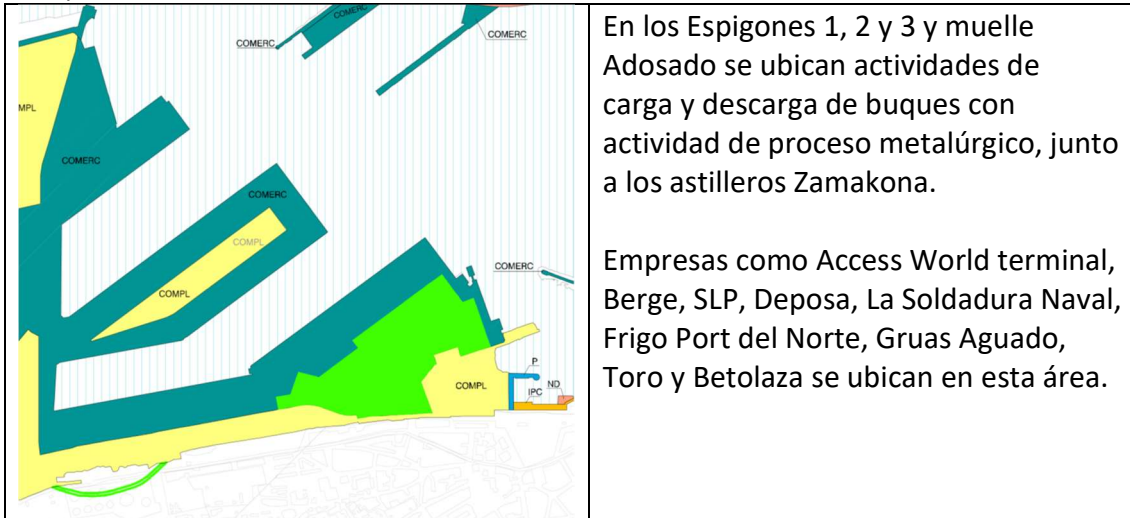 COMERC
COMERC
COMERC
MPL
COMERC
COMERC
COMPL
COMPL
COMERC
P
COMPL
IPC
ND
En los Espigones 1, 2 y 3 y muelle
Adosado se ubican actividades de
carga y descarga de buques con
actividad de proceso metalúrgico, junto
a los astilleros Zamakona.
Empresas como Access World terminal,
Berge, SLP, Deposa, La Soldadura Naval,
Frigo Port del Norte, Gruas Aguado,
Toro y Betolaza se ubican en esta área.